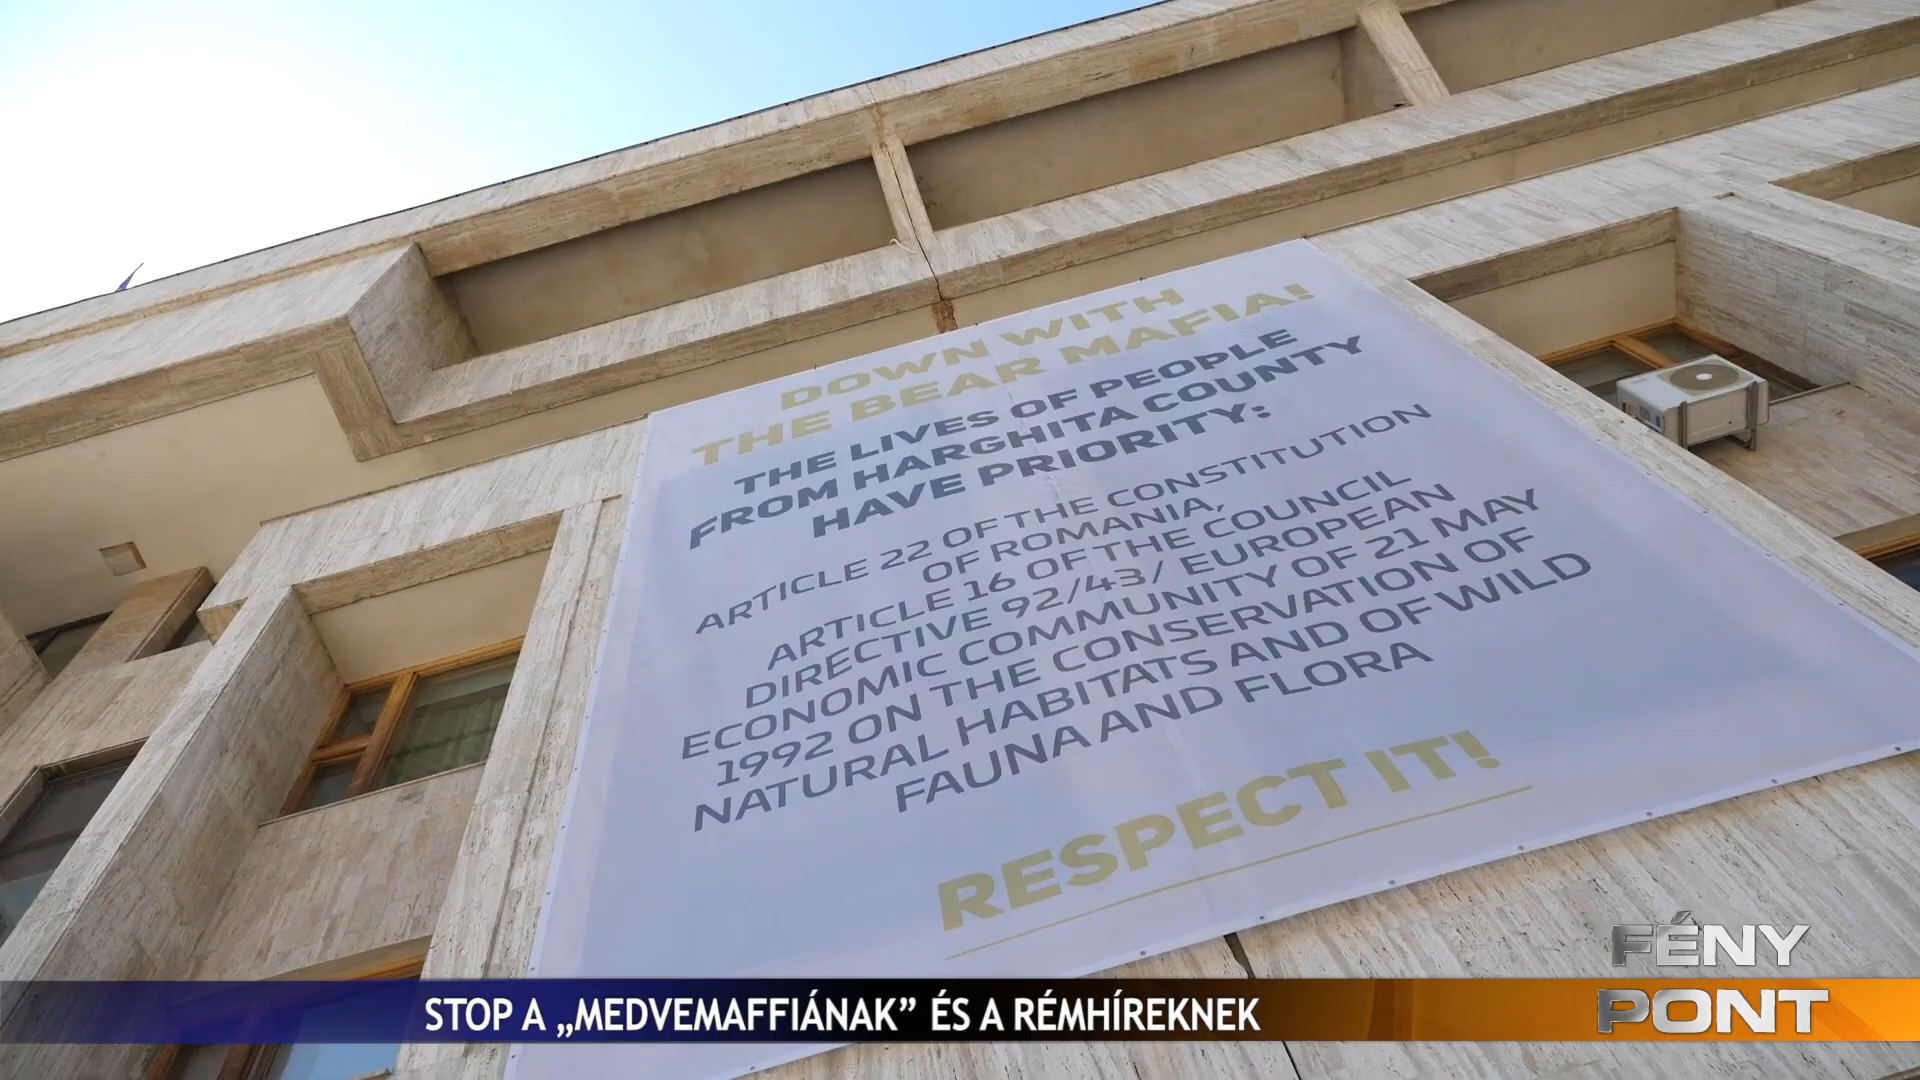 DOWN WITH
THE BEAR MAFIA!
THE LIVES OF PEOPLE
FROM HARGHITA COUNTY
HAVE PRIORITY:
ARTICLE 22 OF THE CONSTITUTION
OF ROMANIA,
ARTICLE 16 OF THE COUNCIL
DIRECTIVE 92/43/ EUROPEAN
ECONOMIC COMMUNITY OF 21 MAY
1992 ON THE CONSERVATION OF
NATURAL HABITATS AND OF WILD
FAUNA AND FLORA
RESPECT IT!
FÉNY
PONT
STOP A „MEDVEMAFFIÁNAK” ÉS A RÉMHÍREKNEK